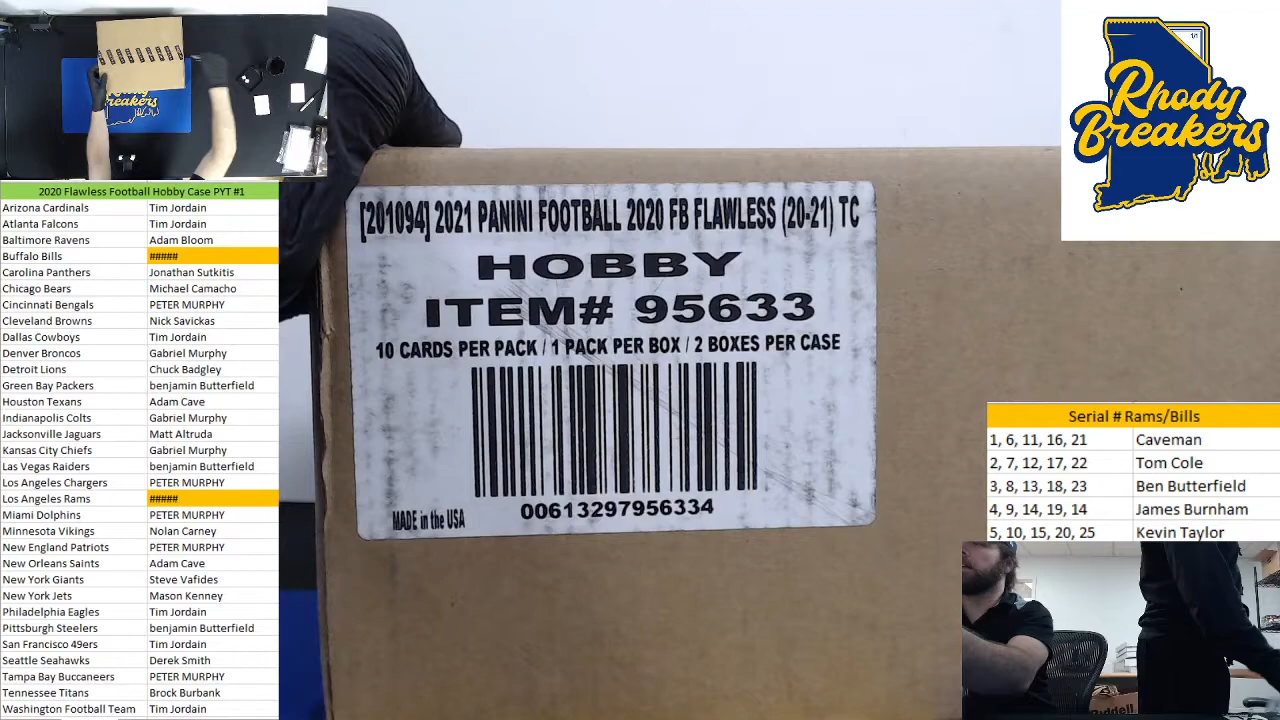 2020 Flawless Football Hobby Case PYT #1
Arizona Cardinals Tim Jordain
Atlanta Falcons Tim Jordain
Baltimore Ravens Adam Bloom
Buffalo Bills #####
Carolina Panthers Jonathan Sutkitis
Chicago Bears Michael Camacho
Cincinnati Bengals PETER MURPHY
Cleveland Browns Nick Savickas
Dallas Cowboys Tim Jordain
Denver Broncos Gabriel Murphy
Detroit Lions Chuck Badgley
Green Bay Packers benjamin Butterfield
Houston Texans Adam Cave
Indianapolis Colts Gabriel Murphy
Jacksonville Jaguars Matt Altruda
Kansas City Chiefs Gabriel Murphy
Las Vegas Raiders benjamin Butterfield
Los Angeles Chargers PETER MURPHY
Los Angeles Rams #####
Miami Dolphins PETER MURPHY
Minnesota Vikings Nolan Carney
New England Patriots PETER MURPHY
New Orleans Saints Adam Cave
New York Giants Steve Vafides
New York Jets Mason Kenney
Philadelphia Eagles Tim Jordain
Pittsburgh Steelers benjamin Butterfield
San Francisco 49ers Tim Jordain
Seattle Seahawks Derek Smith
Tampa Bay Buccaneers PETER MURPHY
Tennessee Titans Brock Burbank
Washington Football Team Tim Jordain
[201094] 2021 PANINI FOOTBALL 2020 FB FLAWLESS (20-21) TC
HOBBY
ITEM# 95633
10 CARDS PER PACK / 1 PACK PER BOX / 2 BOXES PER CASE
00613297956334
MADE in the USA
1/1
Rhody
Breakers
Serial # Rams/Bills
1, 6, 11, 16, 21 Caveman
2, 7, 12, 17, 22 Tom Cole
3, 8, 13, 18, 23 Ben Butterfield
4, 9, 14, 19, 14 James Burnham
5, 10, 15, 20, 25 Kevin Taylor
Riddell